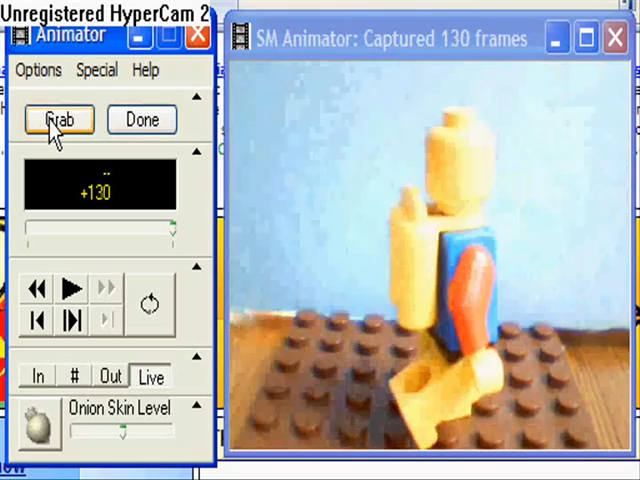 Unregistered HyperCam 2
Animator
SM Animator: Captured 130 frames
Options Special Help
Grab Done
--
+130
In # Out Live
Onion Skin Level